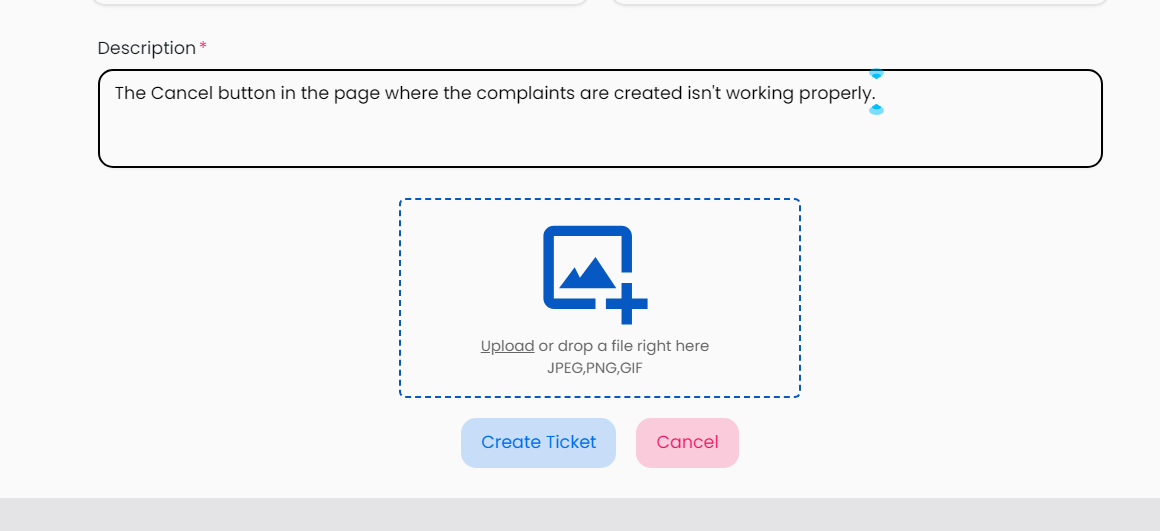 Description *
The Cancel button in the page where the complaints are created isn't working properly.
Upload or drop a file right here
JPEG,PNG,GIF
Create Ticket
Cancel